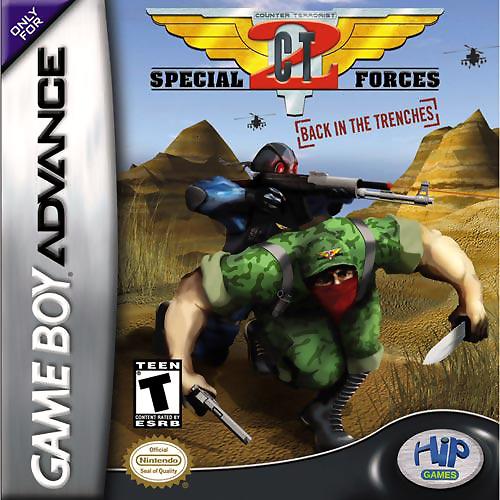 ONLY
FOR
GAME BOY ADVANCE
COUNTER TERRORIST
2
CT
SPECIAL FORCES
BACK IN THE TRENCHES
TEEN
T
CONTENT RATED BY
ESRB
Official
Nintendo
Seal of Quality
HIP
GAMES